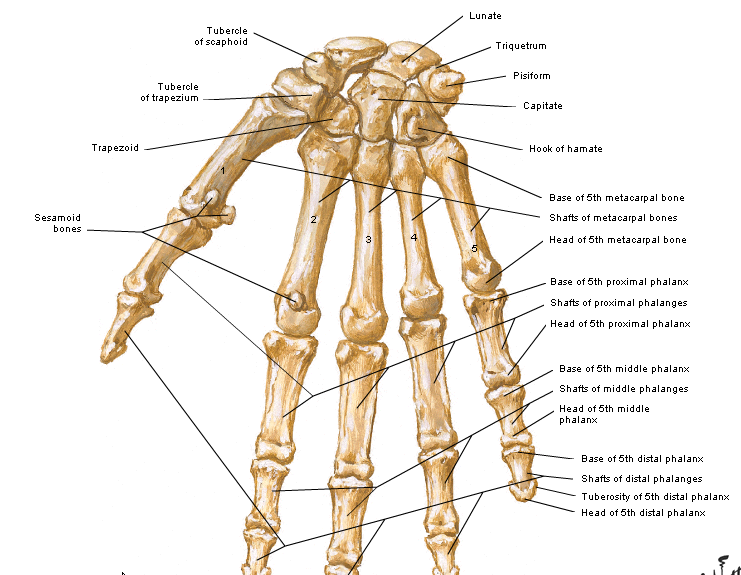 Lunate
Tubercle
of scaphoid
Triquetrum
Pisiform
Tubercle
of trapezium
Capitate
Trapezoid
Hook of hamate
1
Base of 5th metacarpal bone
Sesamoid
bones
Shafts of metacarpal bones
2
3
4
5
Head of 5th metacarpal bone
Base of 5th proximal phalanx
Shafts of proximal phalanges
Head of 5th proximal phalanx
Base of 5th middle phalanx
Shafts of middle phalanges
Head of 5th middle
phalanx
Base of 5th distal phalanx
Shafts of distal phalanges
Tuberosity of 5th distal phalanx
Head of 5th distal phalanx